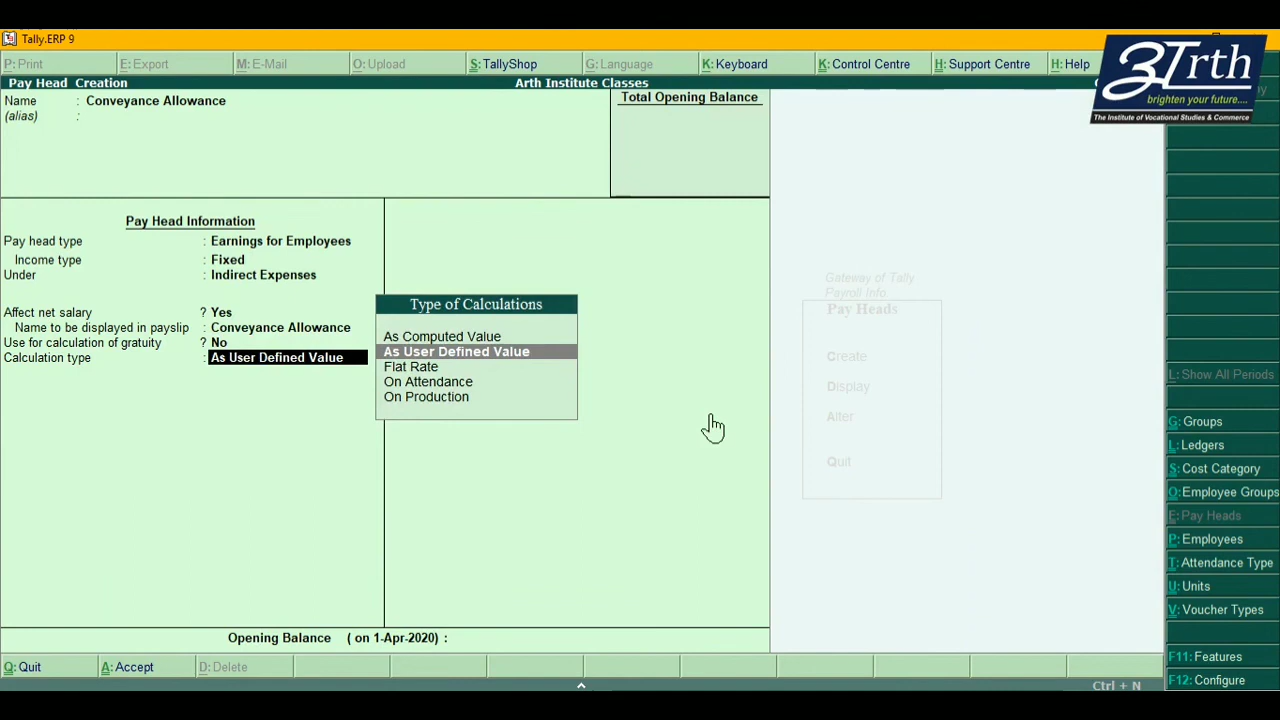 Tally.ERP 9
P: Print
E: Export
M: E-Mail
O: Upload
S: TallyShop
G: Language
K: Keyboard
K: Control Centre
H: Support Centre
H: Help
3Trth
brighten your future....
The Institute of Vocational Studies & Commerce
Pay Head Creation
Arth Institute Classes
Name : Conveyance Allowance
(alias) :
Total Opening Balance
Pay Head Information
Pay head type : Earnings for Employees
Income type : Fixed
Under : Indirect Expenses
Affect net salary ? Yes
Name to be displayed in payslip : Conveyance Allowance
Use for calculation of gratuity ? No
Calculation type : As User Defined Value
Type of Calculations
As Computed Value
As User Defined Value
Flat Rate
On Attendance
On Production
Gateway of Tally
Payroll Info.
Pay Heads
Create
Display
Alter
Quit
L: Show All Periods
G: Groups
L: Ledgers
S: Cost Category
O: Employee Groups
E: Pay Heads
P: Employees
T: Attendance Type
U: Units
V: Voucher Types
F11: Features
F12: Configure
Opening Balance ( on 1-Apr-2020) :
Q: Quit
A: Accept
D: Delete
Ctrl + N